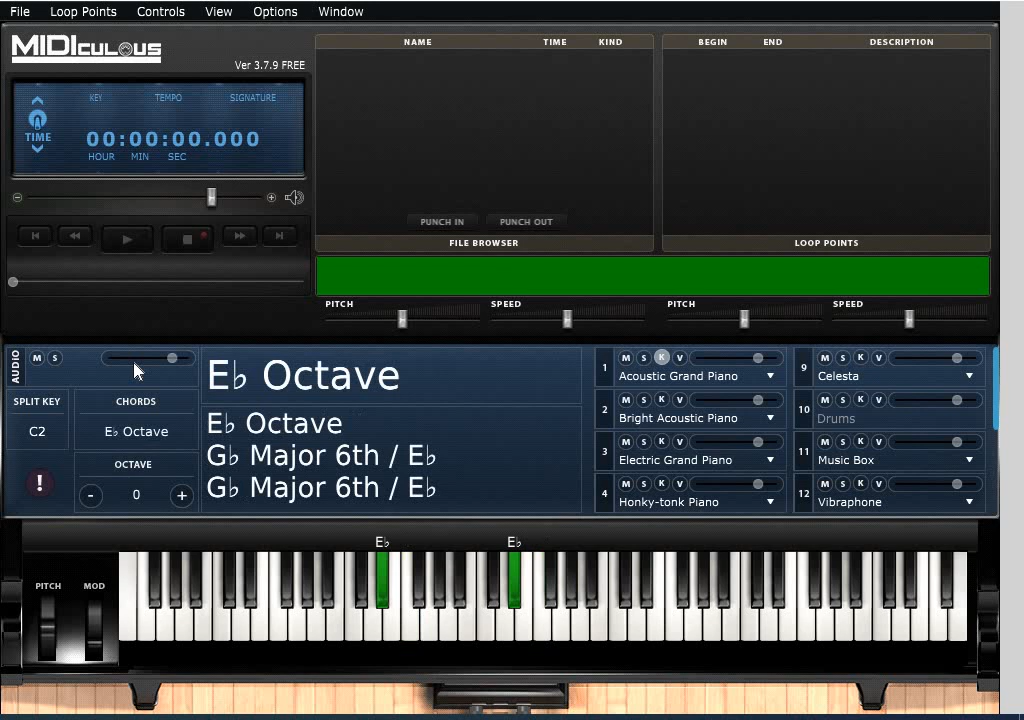 File Loop Points Controls View Options Window
MIDIculous
Ver 3.7.9 FREE
KEY TEMPO SIGNATURE
TIME
00:00:00.000
HOUR MIN SEC
NAME TIME KIND
PUNCH IN PUNCH OUT
FILE BROWSER
BEGIN END DESCRIPTION
LOOP POINTS
PITCH SPEED PITCH SPEED
AUDIO
M S
SPLIT KEY
C2
!
CHORDS
E♭ Octave
OCTAVE
- 0 +
E♭ Octave
E♭ Octave
G♭ Major 6th / E♭
G♭ Major 6th / E♭
1 M S K V
Acoustic Grand Piano
2 M S K V
Bright Acoustic Piano
3 M S K V
Electric Grand Piano
4 M S K V
Honky-tonk Piano
9 M S K V
Celesta
10 M S K V
Drums
11 M S K V
Music Box
12 M S K V
Vibraphone
E♭ E♭
PITCH MOD